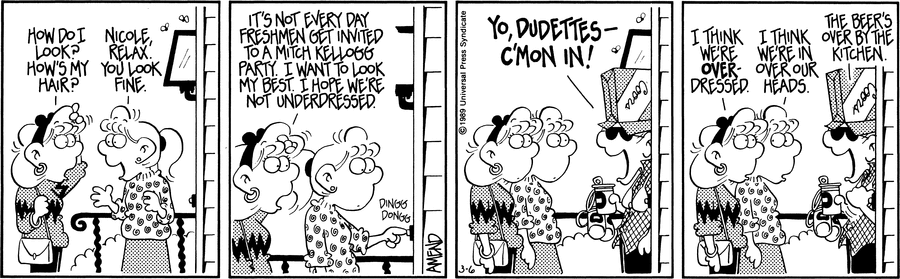 HOW DO I
LOOK?
HOW'S MY
HAIR?
NICOLE,
RELAX.
YOU LOOK
FINE.
IT'S NOT EVERY DAY
FRESHMEN GET INVITED
TO A MITCH KELLOGG
PARTY. I WANT TO LOOK
MY BEST. I HOPE WE'RE
NOT UNDERDRESSED.
DINGG
DONGG
AMEND
© 1989 Universal Press Syndicate
YO, DUDETTES—
C'MON IN!
Coors
3-6
I THINK
WE'RE
OVER-
DRESSED.
I THINK
WE'RE IN
OVER OUR
HEADS.
THE BEER'S
OVER BY THE
KITCHEN.
Coors